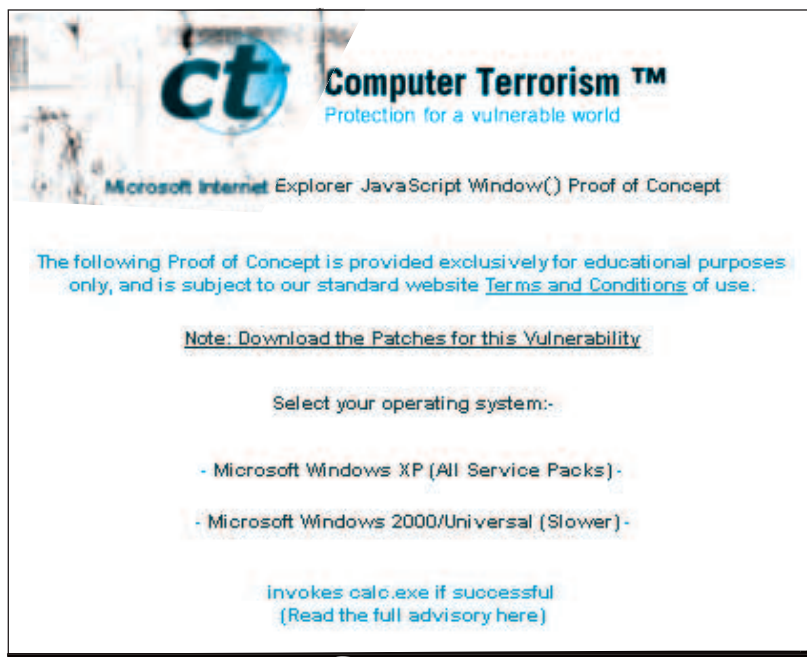 ct Computer Terrorism ™
Protection for a vulnerable world
Microsoft Internet Explorer JavaScript Window() Proof of Concept
The following Proof of Concept is provided exclusively for educational purposes
only, and is subject to our standard website Terms and Conditions of use.
Note: Download the Patches for this Vulnerability
Select your operating system:-
- Microsoft Windows XP (All Service Packs) -
- Microsoft Windows 2000/Universal (Slower) -
invokes calc.exe if successful
(Read the full advisory here)